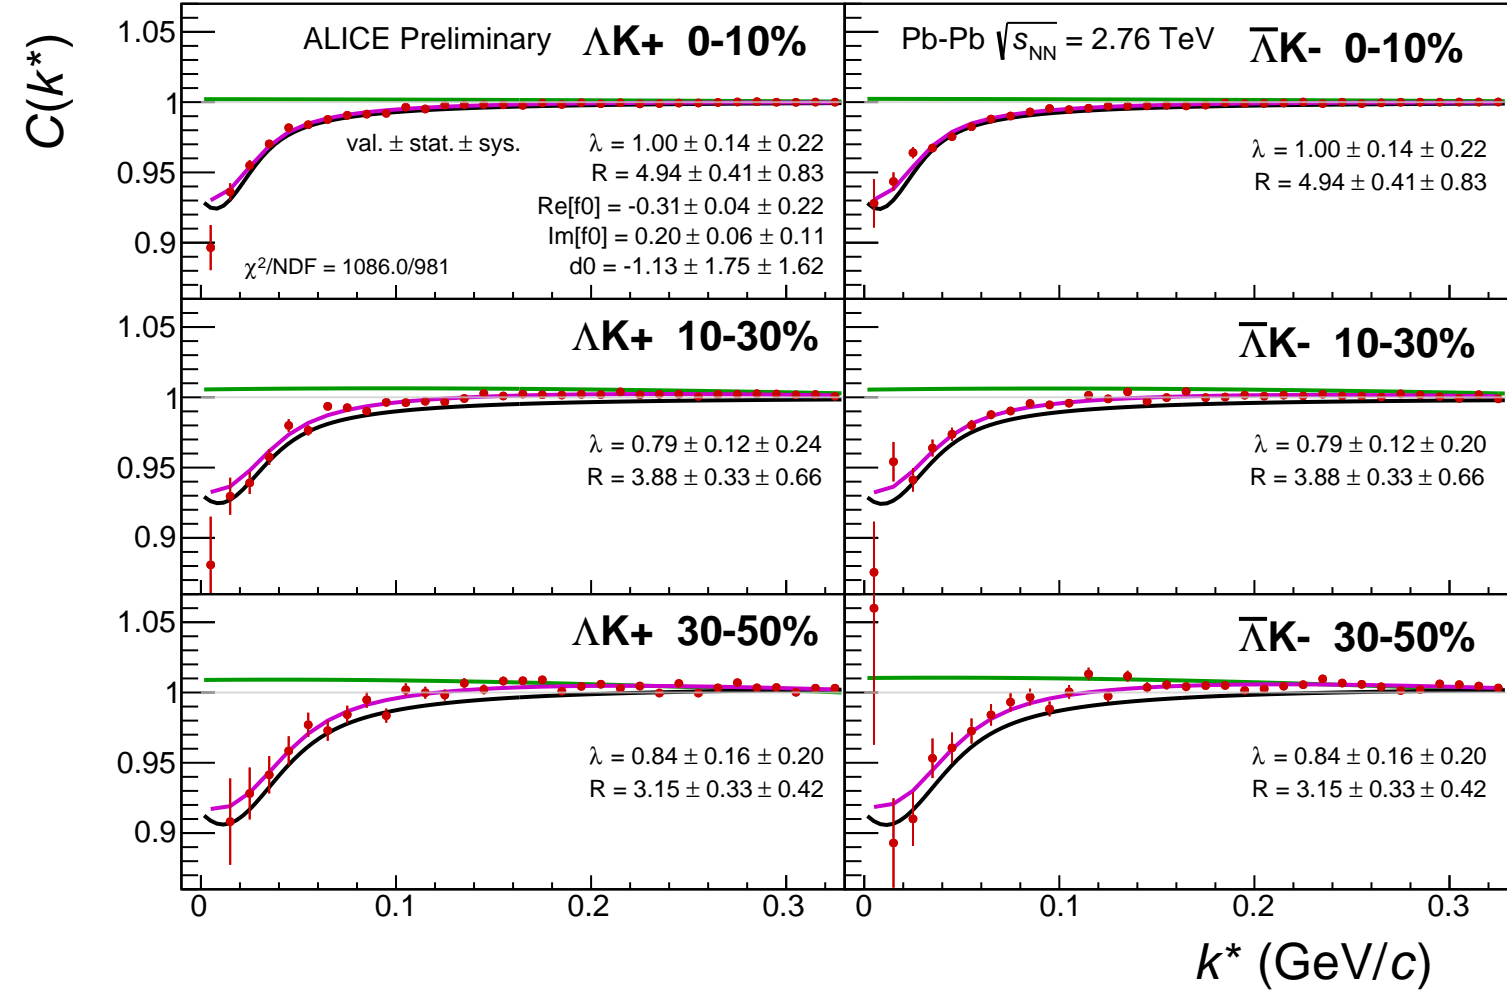 C(k*)
ALICE Preliminary ΛK+ 0-10%
1.05
1
0.95
0.9
val. ± stat. ± sys.
λ = 1.00 ± 0.14 ± 0.22
R = 4.94 ± 0.41 ± 0.83
Re[f0] = -0.31 ± 0.04 ± 0.22
Im[f0] = 0.20 ± 0.06 ± 0.11
d0 = -1.13 ± 1.75 ± 1.62
χ²/NDF = 1086.0/981
Pb-Pb √s_NN = 2.76 TeV Λ̅K- 0-10%
λ = 1.00 ± 0.14 ± 0.22
R = 4.94 ± 0.41 ± 0.83
ΛK+ 10-30%
1.05
1
0.95
0.9
λ = 0.79 ± 0.12 ± 0.24
R = 3.88 ± 0.33 ± 0.66
Λ̅K- 10-30%
λ = 0.79 ± 0.12 ± 0.20
R = 3.88 ± 0.33 ± 0.66
ΛK+ 30-50%
1.05
1
0.95
0.9
λ = 0.84 ± 0.16 ± 0.20
R = 3.15 ± 0.33 ± 0.42
Λ̅K- 30-50%
λ = 0.84 ± 0.16 ± 0.20
R = 3.15 ± 0.33 ± 0.42
0 0.1 0.2 0.3 0 0.1 0.2 0.3
k* (GeV/c)